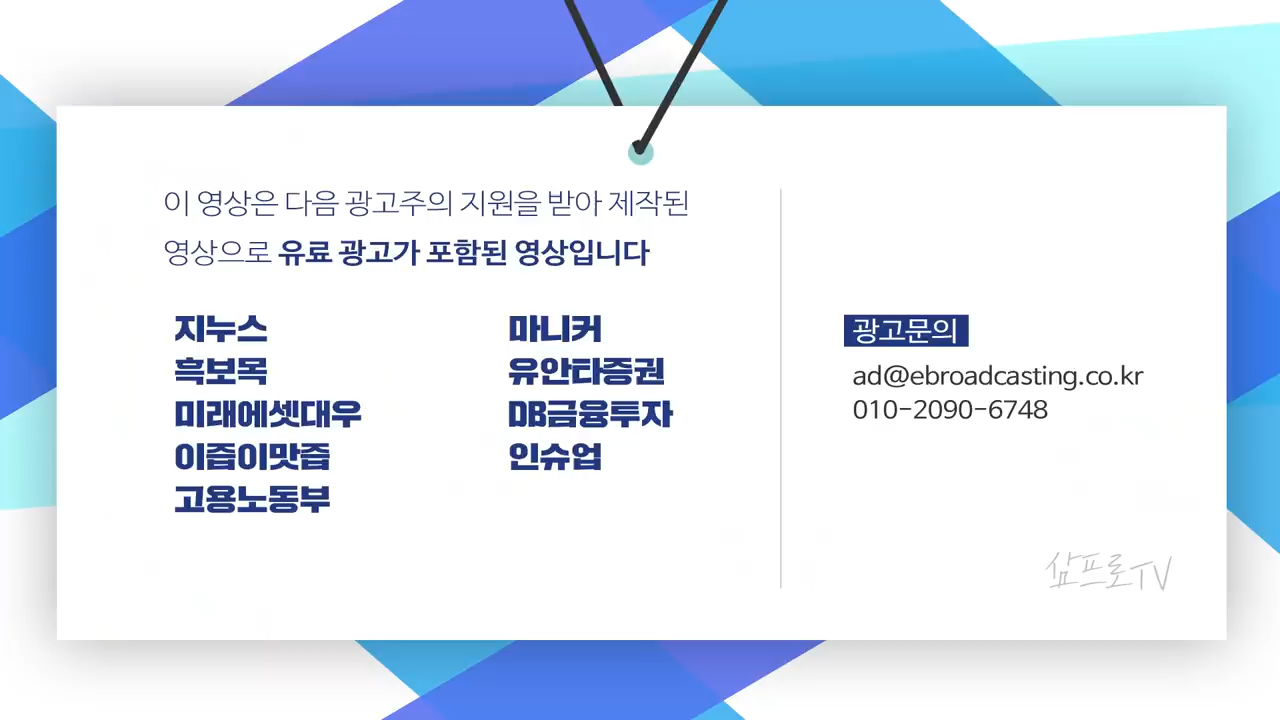 이 영상은 다음 광고주의 지원을 받아 제작된
영상으로 유료 광고가 포함된 영상입니다
지누스
흑보목
미래에셋대우
이즙이맛즙
고용노동부
마니커
유안타증권
DB금융투자
인슈업
광고문의
ad@ebroadcasting.co.kr
010-2090-6748
삼프로TV